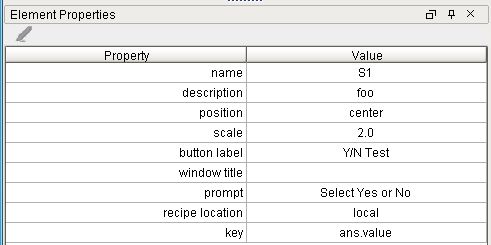 Element Properties
Property Value
name S1
description foo
position center
scale 2.0
button label Y/N Test
window title
prompt Select Yes or No
recipe location local
key ans.value